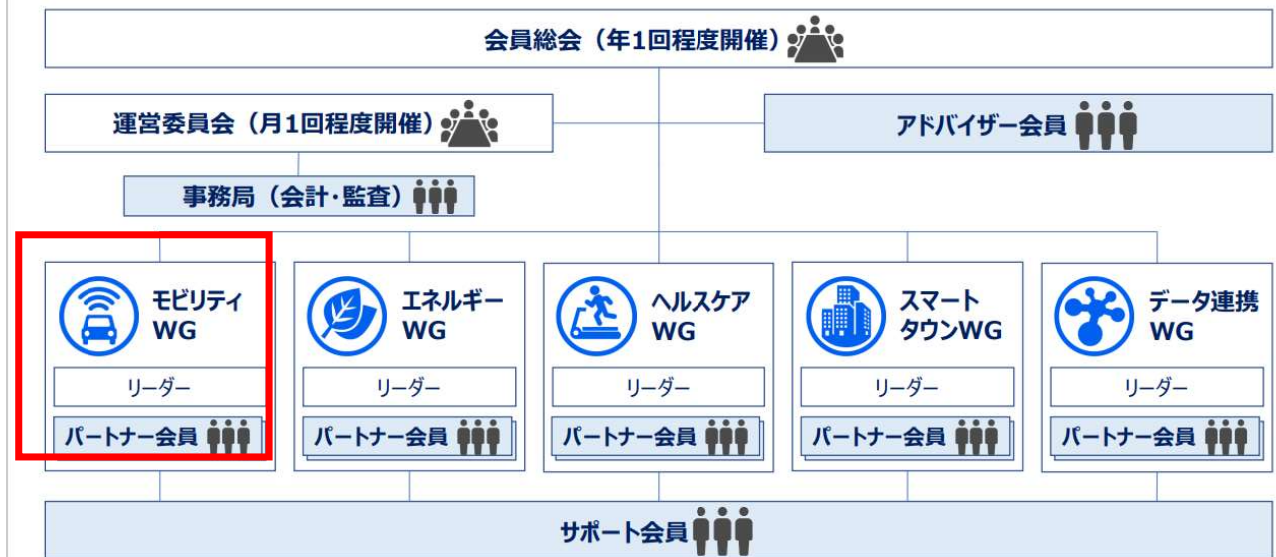 会員総会（年1回程度開催）
運営委員会（月1回程度開催）
アドバイザー会員
事務局（会計・監査）
モビリティ
WG
リーダー
パートナー会員
エネルギー
WG
リーダー
パートナー会員
ヘルスケア
WG
リーダー
パートナー会員
スマート
タウンWG
リーダー
パートナー会員
データ連携
WG
リーダー
パートナー会員
サポート会員